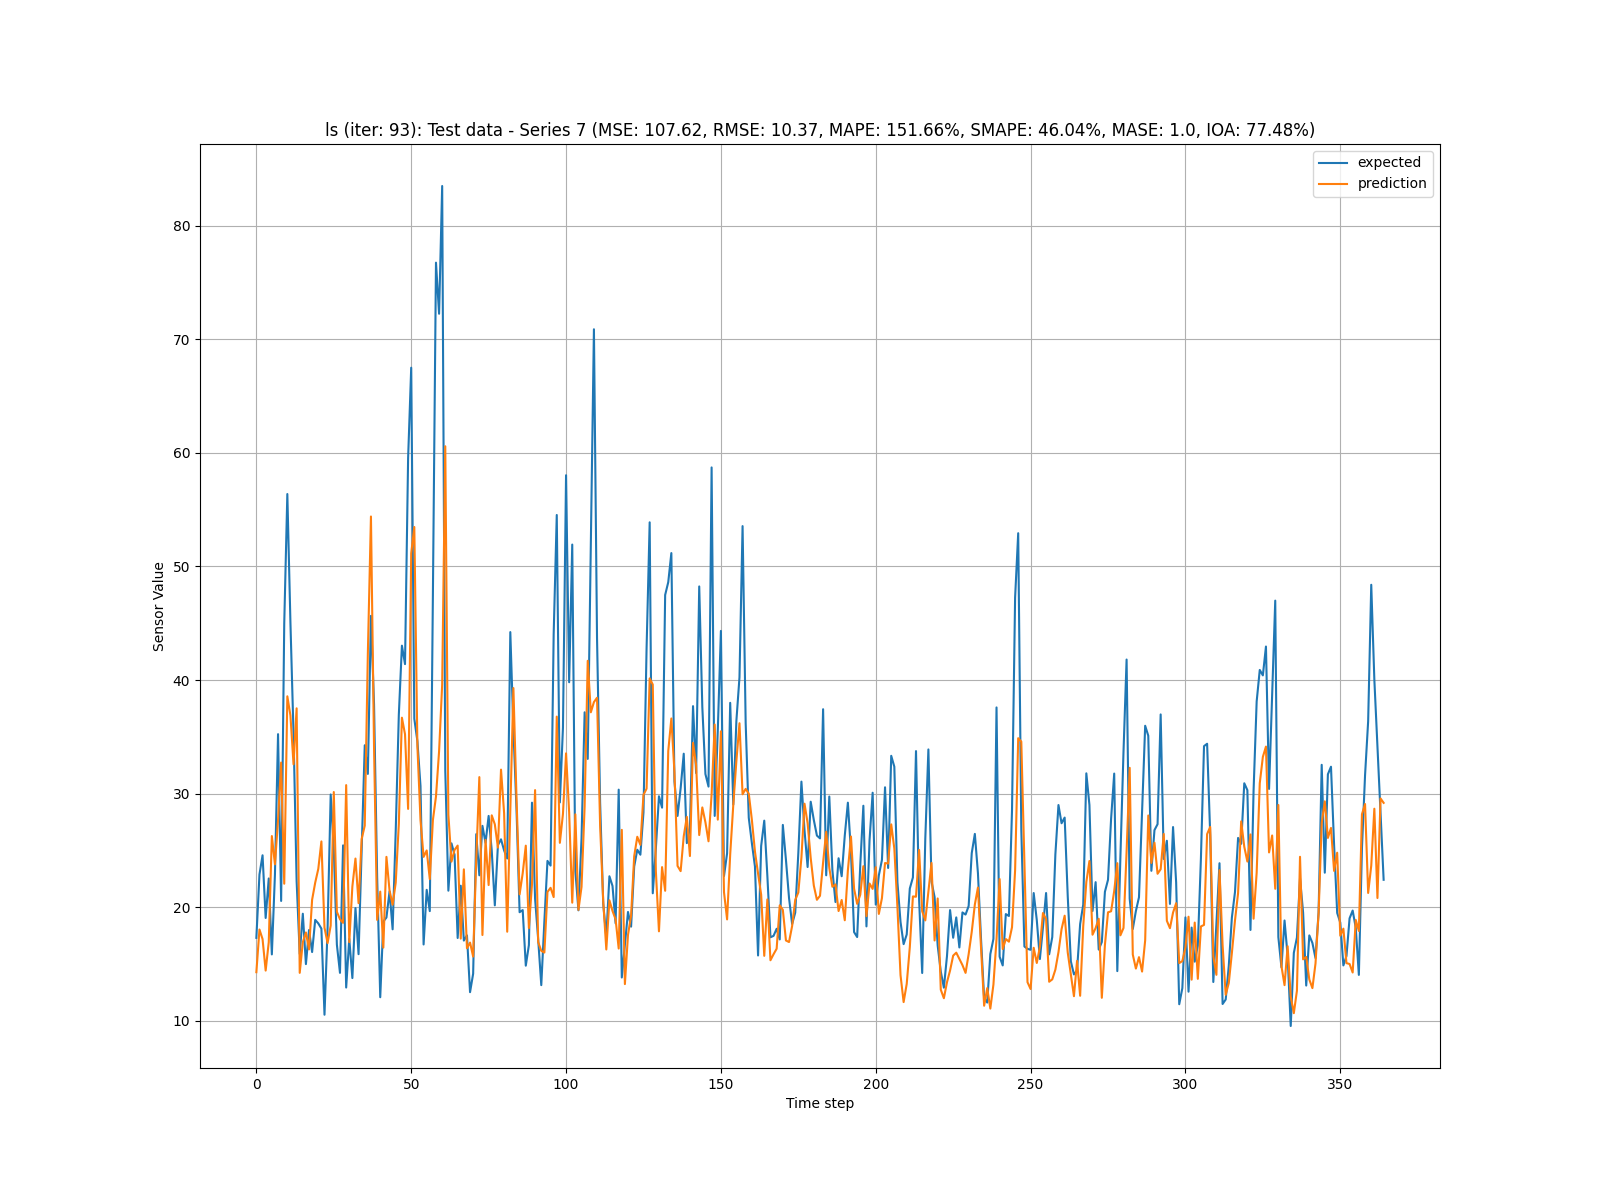 ls (iter: 93): Test data - Series 7 (MSE: 107.62, RMSE: 10.37, MAPE: 151.66%, SMAPE: 46.04%, MASE: 1.0, IOA: 77.48%)
expected
prediction
80
70
60
50
40
30
20
10
Sensor Value
0 50 100 150 200 250 300 350
Time step